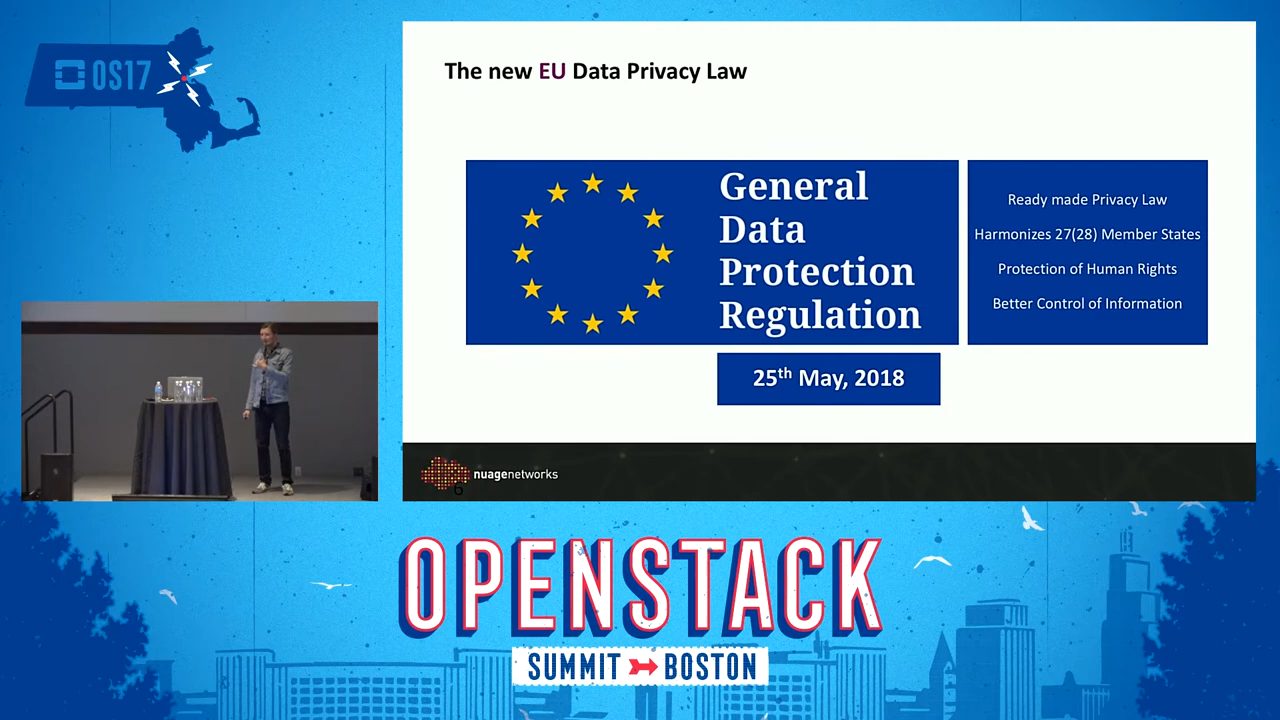 OS17
The new EU Data Privacy Law
General
Data
Protection
Regulation
Ready made Privacy Law
Harmonizes 27(28) Member States
Protection of Human Rights
Better Control of Information
25th May, 2018
nuagenetworks
6
OPENSTACK
SUMMIT BOSTON